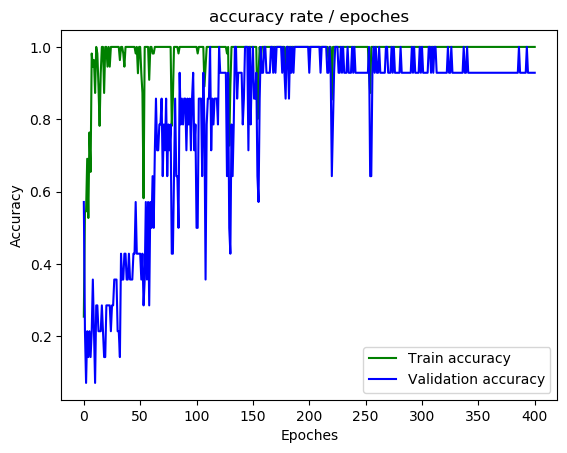 accuracy rate / epoches
1.0
0.8
0.6
0.4
0.2
Accuracy
0
50
100
150
200
250
300
350
400
Epoches
Train accuracy
Validation accuracy